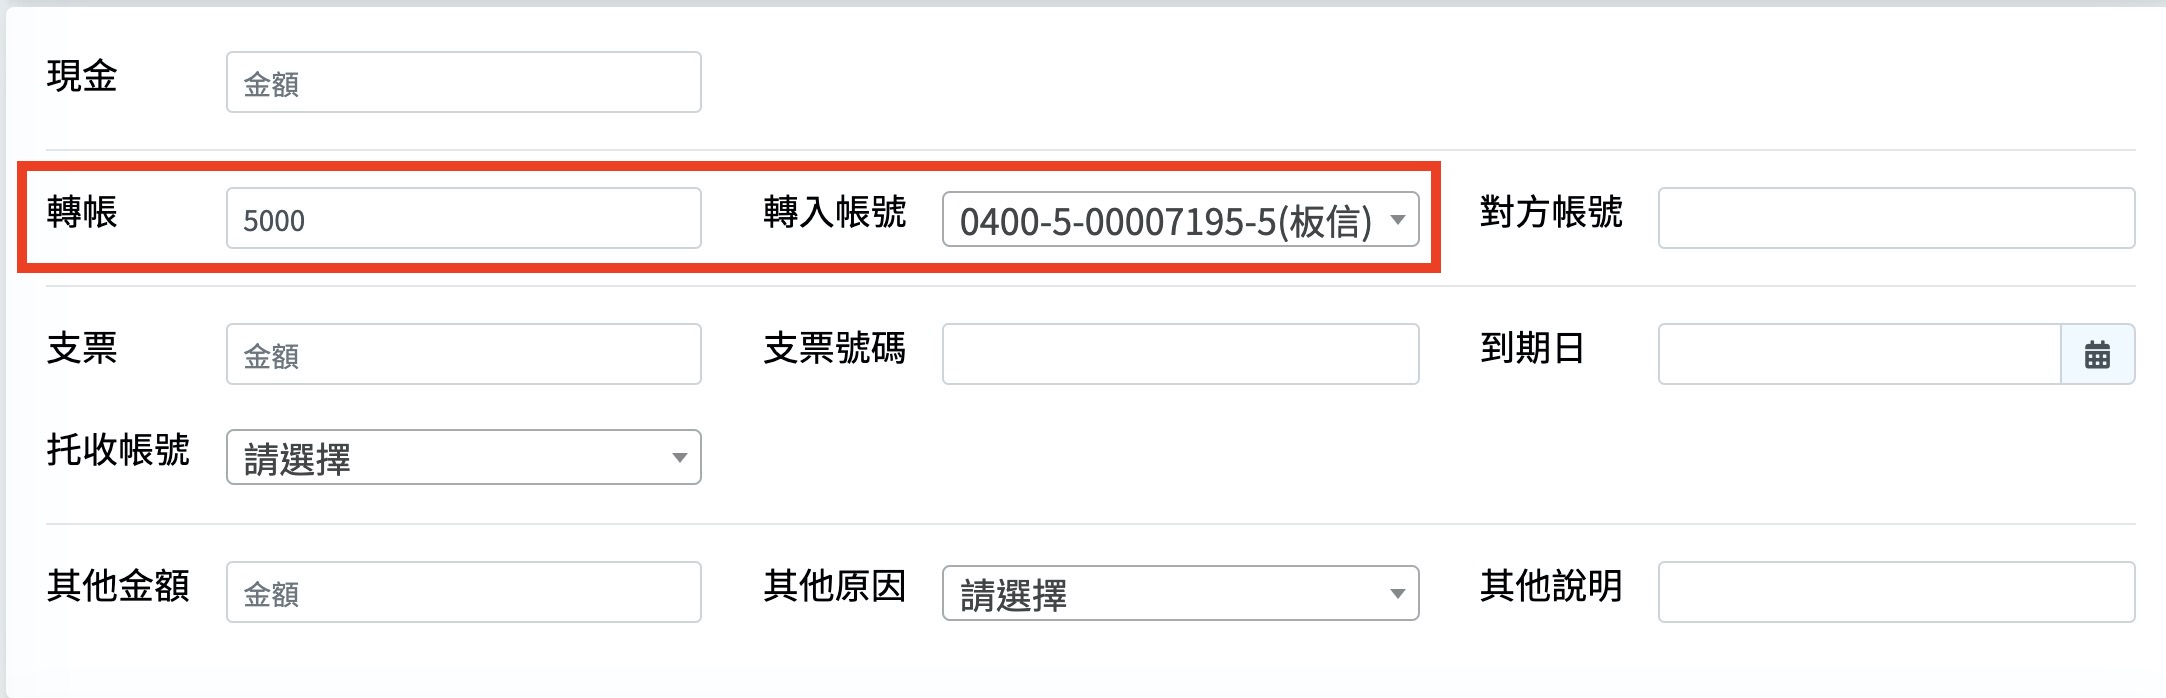 現金 金額
轉帳 5000 轉入帳號 0400-5-00007195-5(板信) 對方帳號
支票 金額 支票號碼 到期日
托收帳號 請選擇
其他金額 金額 其他原因 請選擇 其他說明